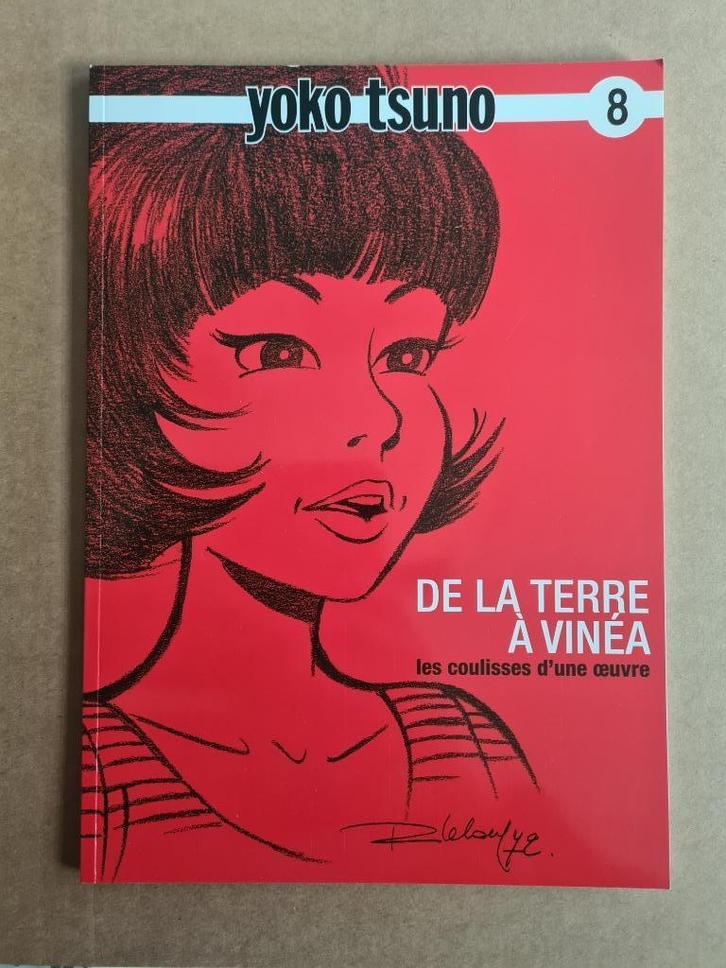 yoko tsuno 8
DE LA TERRE
À VINÉA
les coulisses d'une œuvre